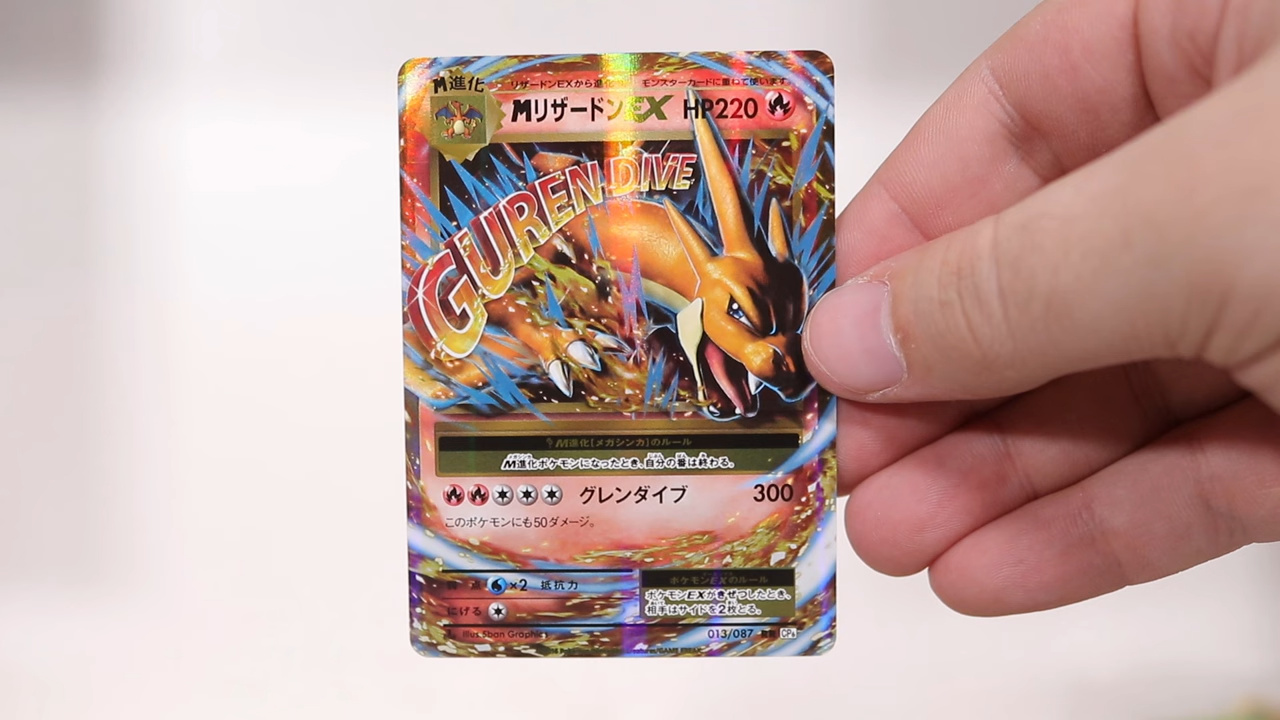 M進化
リザードンEXから進化 モンスターカードに重ねて使います。
MリザードンEX HP220
GUREN DIVE
M進化[メガシンカ]のルール
M進化ポケモンになったとき、自分の番は終わる。
グレンダイブ 300
このポケモンにも50ダメージ。
弱点 ×2 抵抗力
にげる
ポケモンEXのルール
ポケモンEXがきぜつしたとき、
相手はサイドを2枚とる。
Illus. 5ban Graphics
013/087 RR CP6